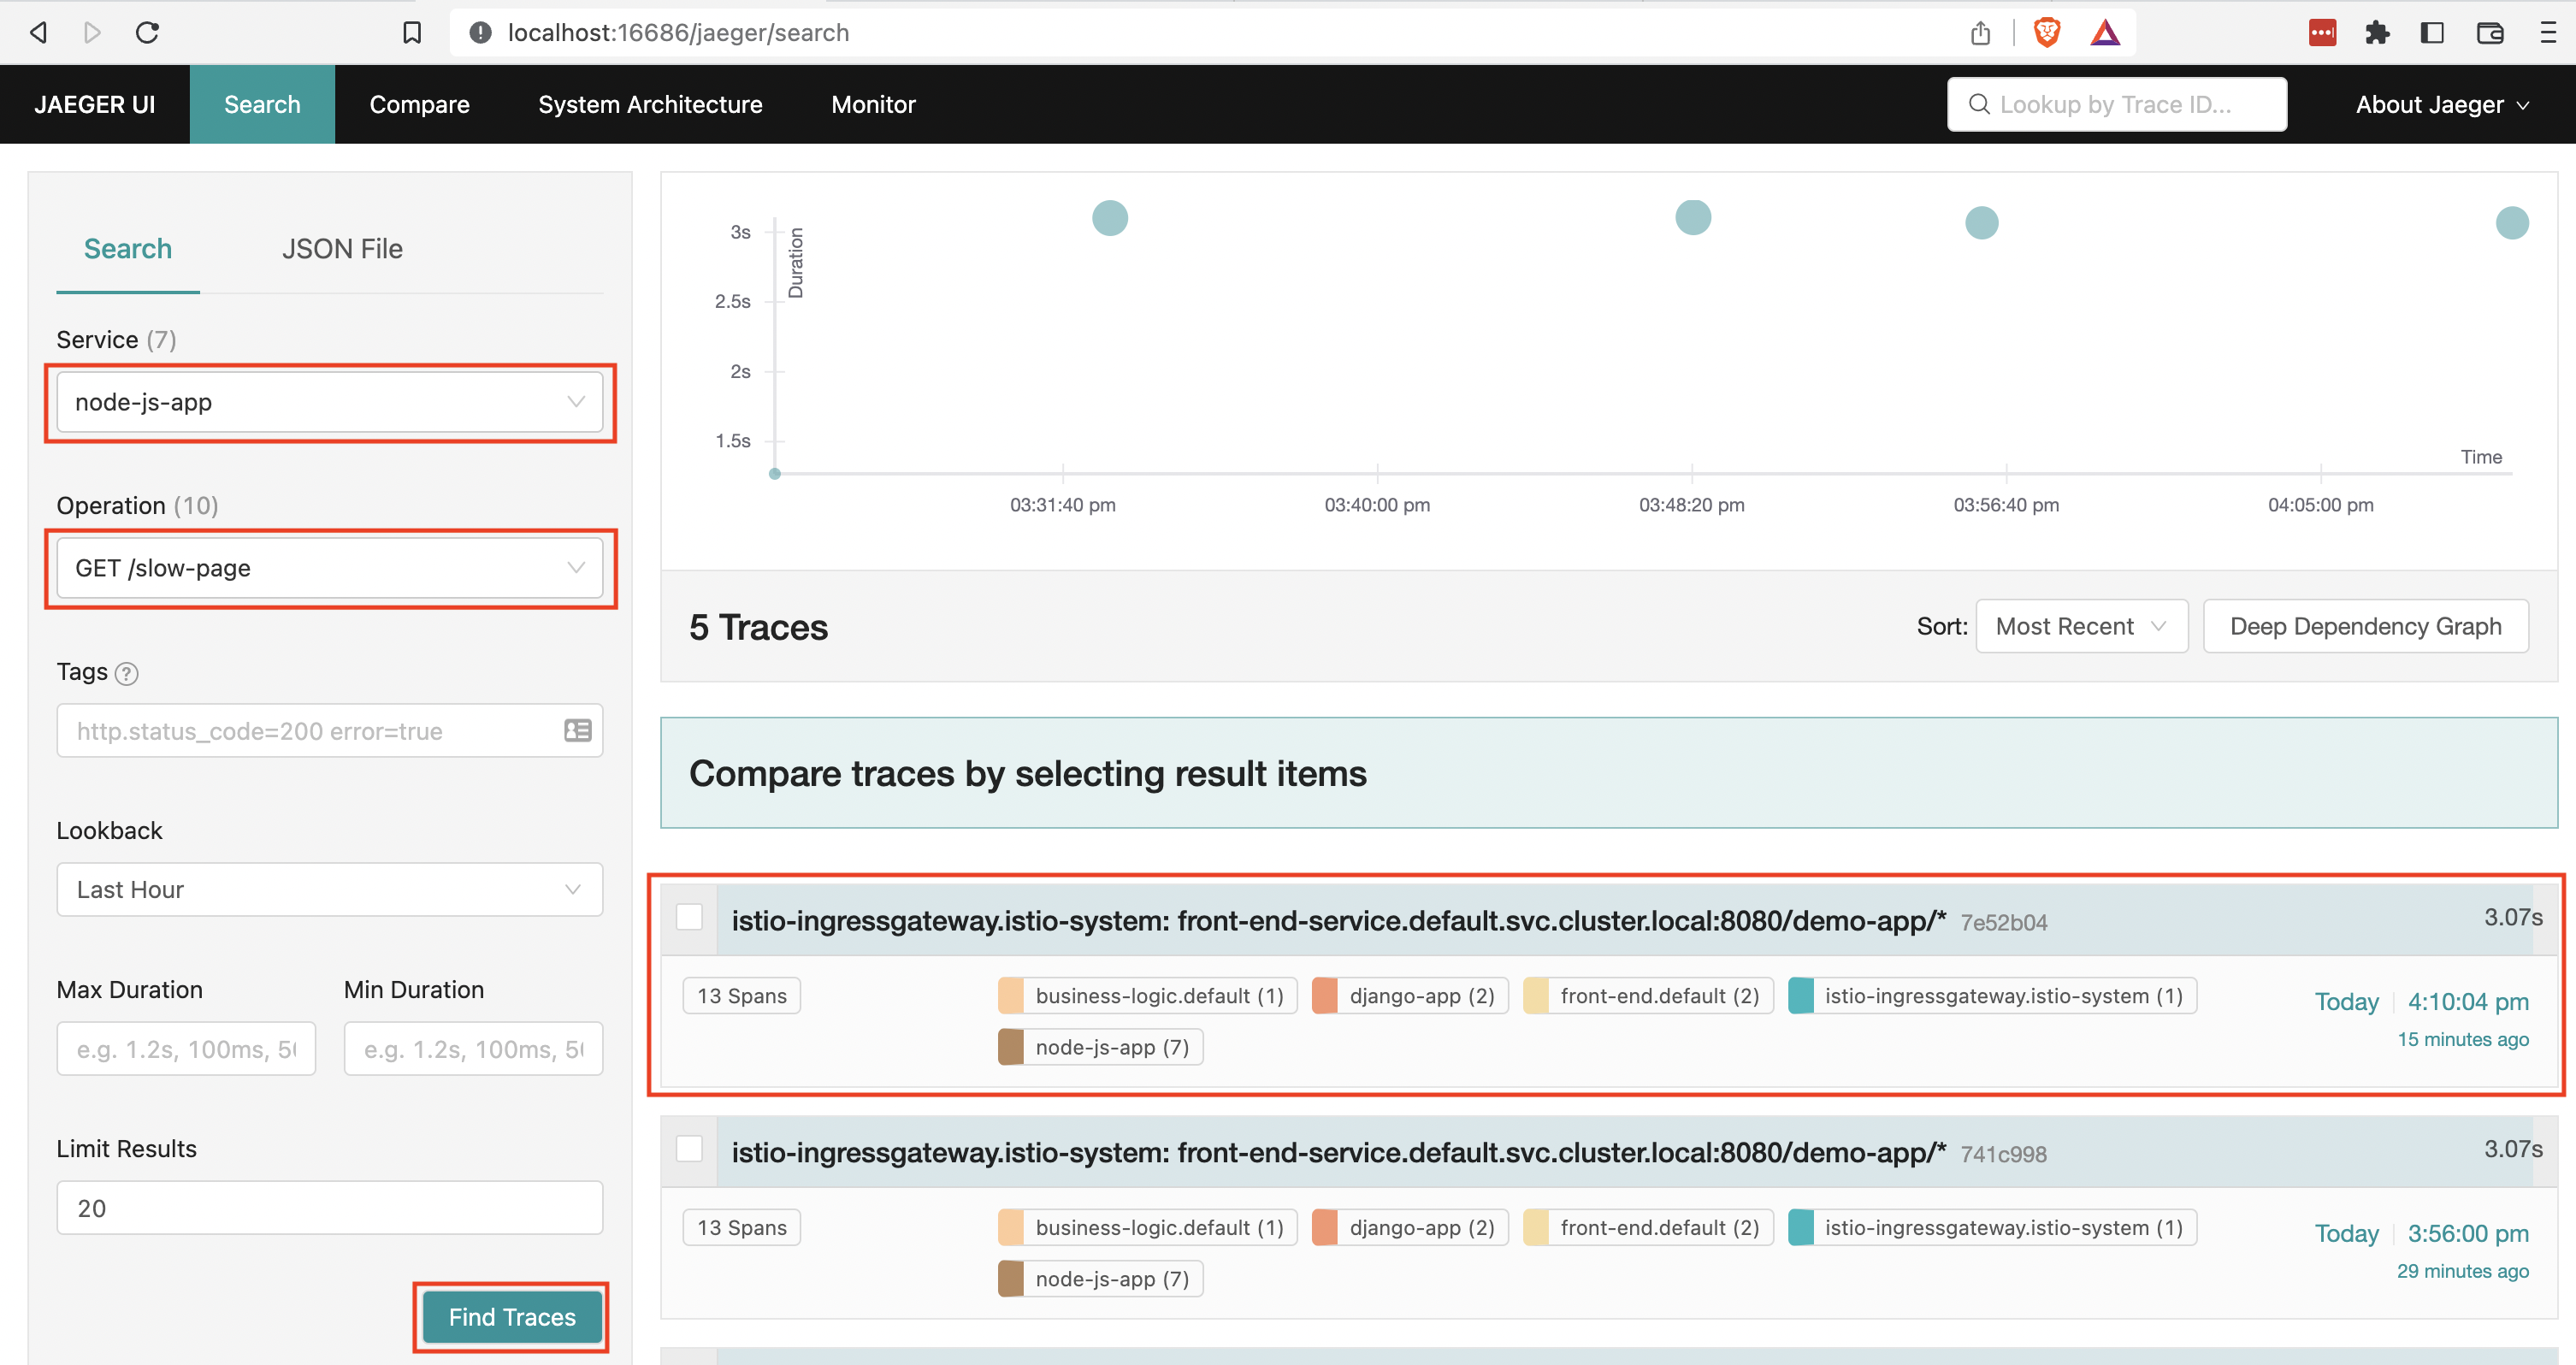 localhost:16686/jaeger/search
JAEGER UI Search Compare System Architecture Monitor Lookup by Trace ID... About Jaeger
Search JSON File
Service (7)
node-js-app
Operation (10)
GET /slow-page
Tags ?
http.status_code=200 error=true
Lookback
Last Hour
Max Duration Min Duration
e.g. 1.2s, 100ms, e.g. 1.2s, 100ms,
Limit Results
20
Find Traces
Duration
3s
2.5s
2s
1.5s
Time
03:31:40 pm 03:40:00 pm 03:48:20 pm 03:56:40 pm 04:05:00 pm
5 Traces Sort: Most Recent Deep Dependency Graph
Compare traces by selecting result items
istio-ingressgateway.istio-system: front-end-service.default.svc.cluster.local:8080/demo-app/* 7e52b04 3.07s
13 Spans business-logic.default (1) django-app (2) front-end.default (2) istio-ingressgateway.istio-system (1) Today 4:10:04 pm
node-js-app (7) 15 minutes ago
istio-ingressgateway.istio-system: front-end-service.default.svc.cluster.local:8080/demo-app/* 741c998 3.07s
13 Spans business-logic.default (1) django-app (2) front-end.default (2) istio-ingressgateway.istio-system (1) Today 3:56:00 pm
node-js-app (7) 29 minutes ago